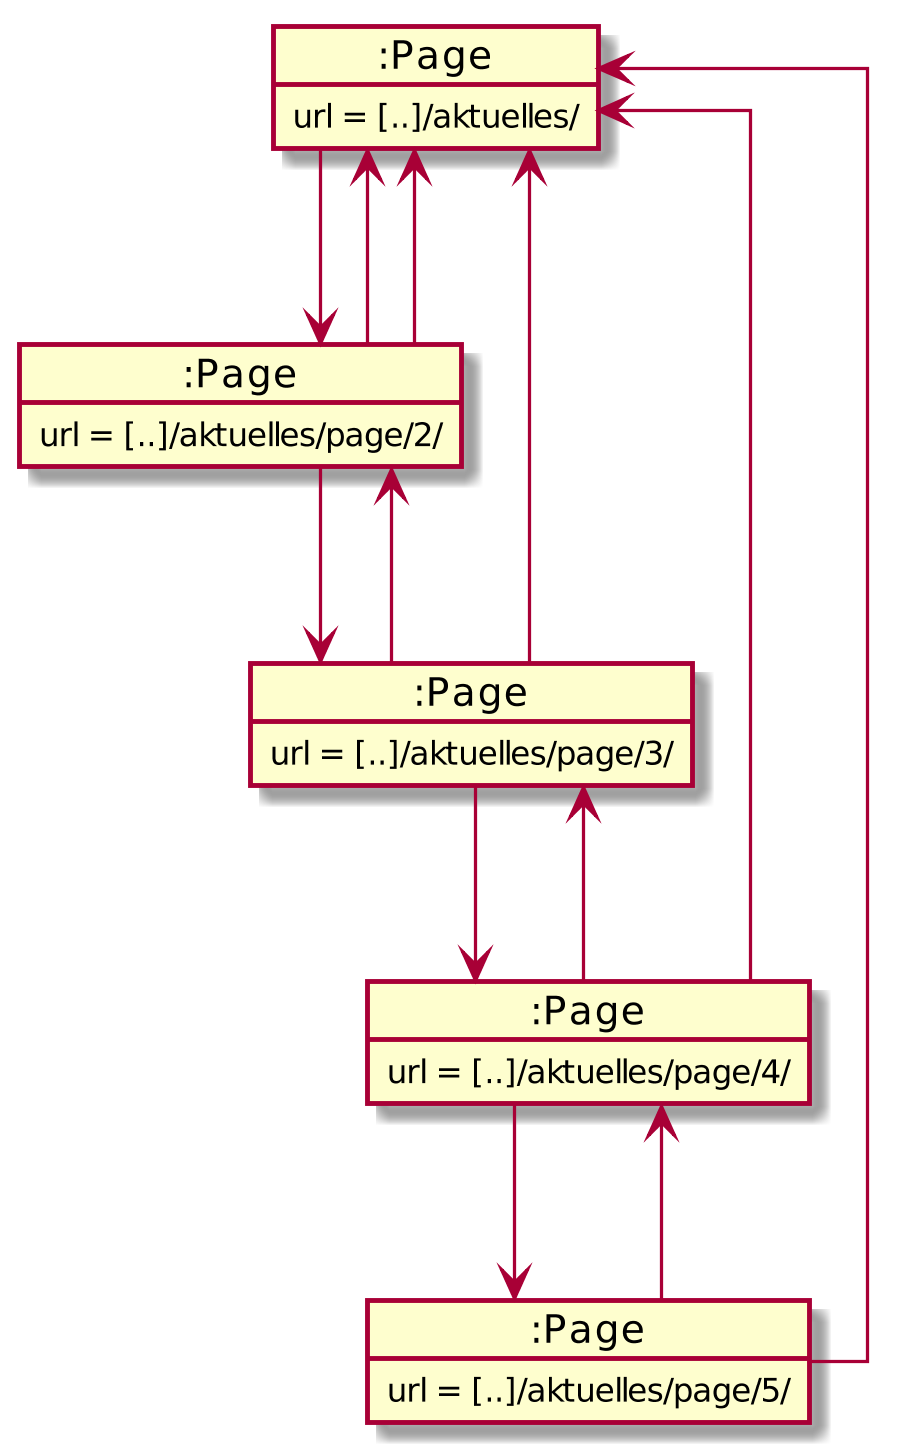 :Page
url = [..]/aktuelles/
:Page
url = [..]/aktuelles/page/2/
:Page
url = [..]/aktuelles/page/3/
:Page
url = [..]/aktuelles/page/4/
:Page
url = [..]/aktuelles/page/5/